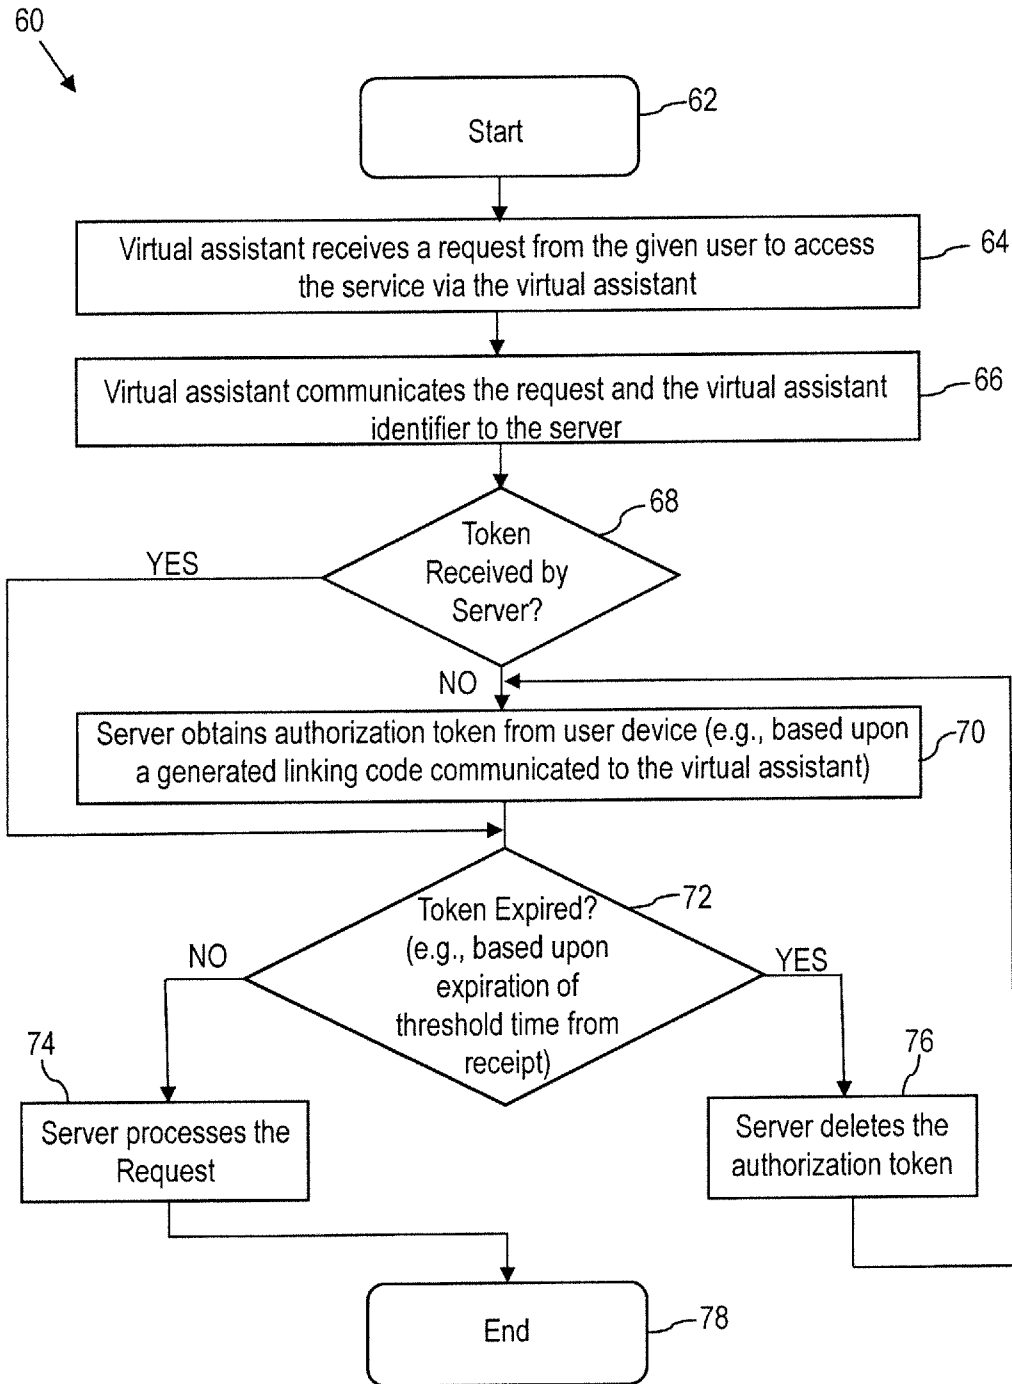 60
62
Start
Virtual assistant receives a request from the given user to access
the service via the virtual assistant
64
Virtual assistant communicates the request and the virtual assistant
identifier to the server
66
68
Token
Received by
Server?
YES
NO
Server obtains authorization token from user device (e.g., based upon
a generated linking code communicated to the virtual assistant)
70
72
Token Expired?
(e.g., based upon
expiration of
threshold time from
receipt)
NO
YES
74
Server processes the
Request
76
Server deletes the
authorization token
End
78